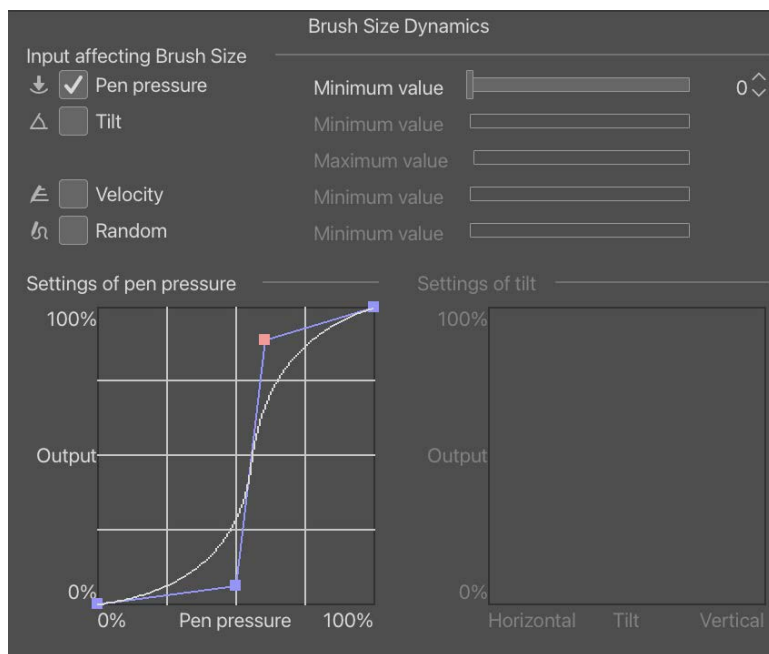 Brush Size Dynamics
Input affecting Brush Size
Pen pressure Minimum value 0
Tilt Minimum value
Maximum value
Velocity Minimum value
Random Minimum value
Settings of pen pressure Settings of tilt
100% 100%
Output Output
0% 0%
0% Pen pressure 100% Horizontal Tilt Vertical